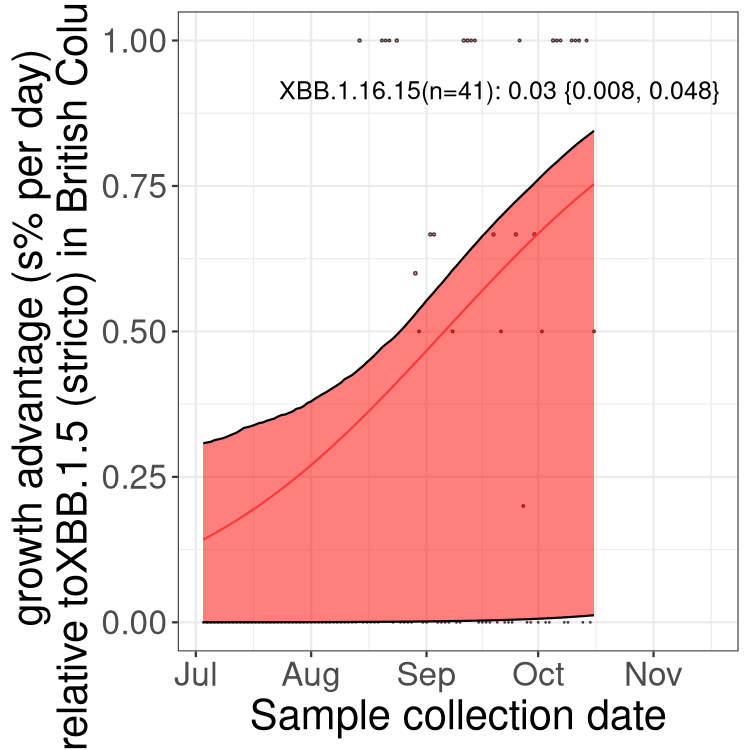 growth advantage (s% per day)
relative toXBB.1.5 (stricto) in British Colu
1.00
0.75
0.50
0.25
0.00
XBB.1.16.15(n=41): 0.03 {0.008, 0.048}
Jul Aug Sep Oct Nov
Sample collection date